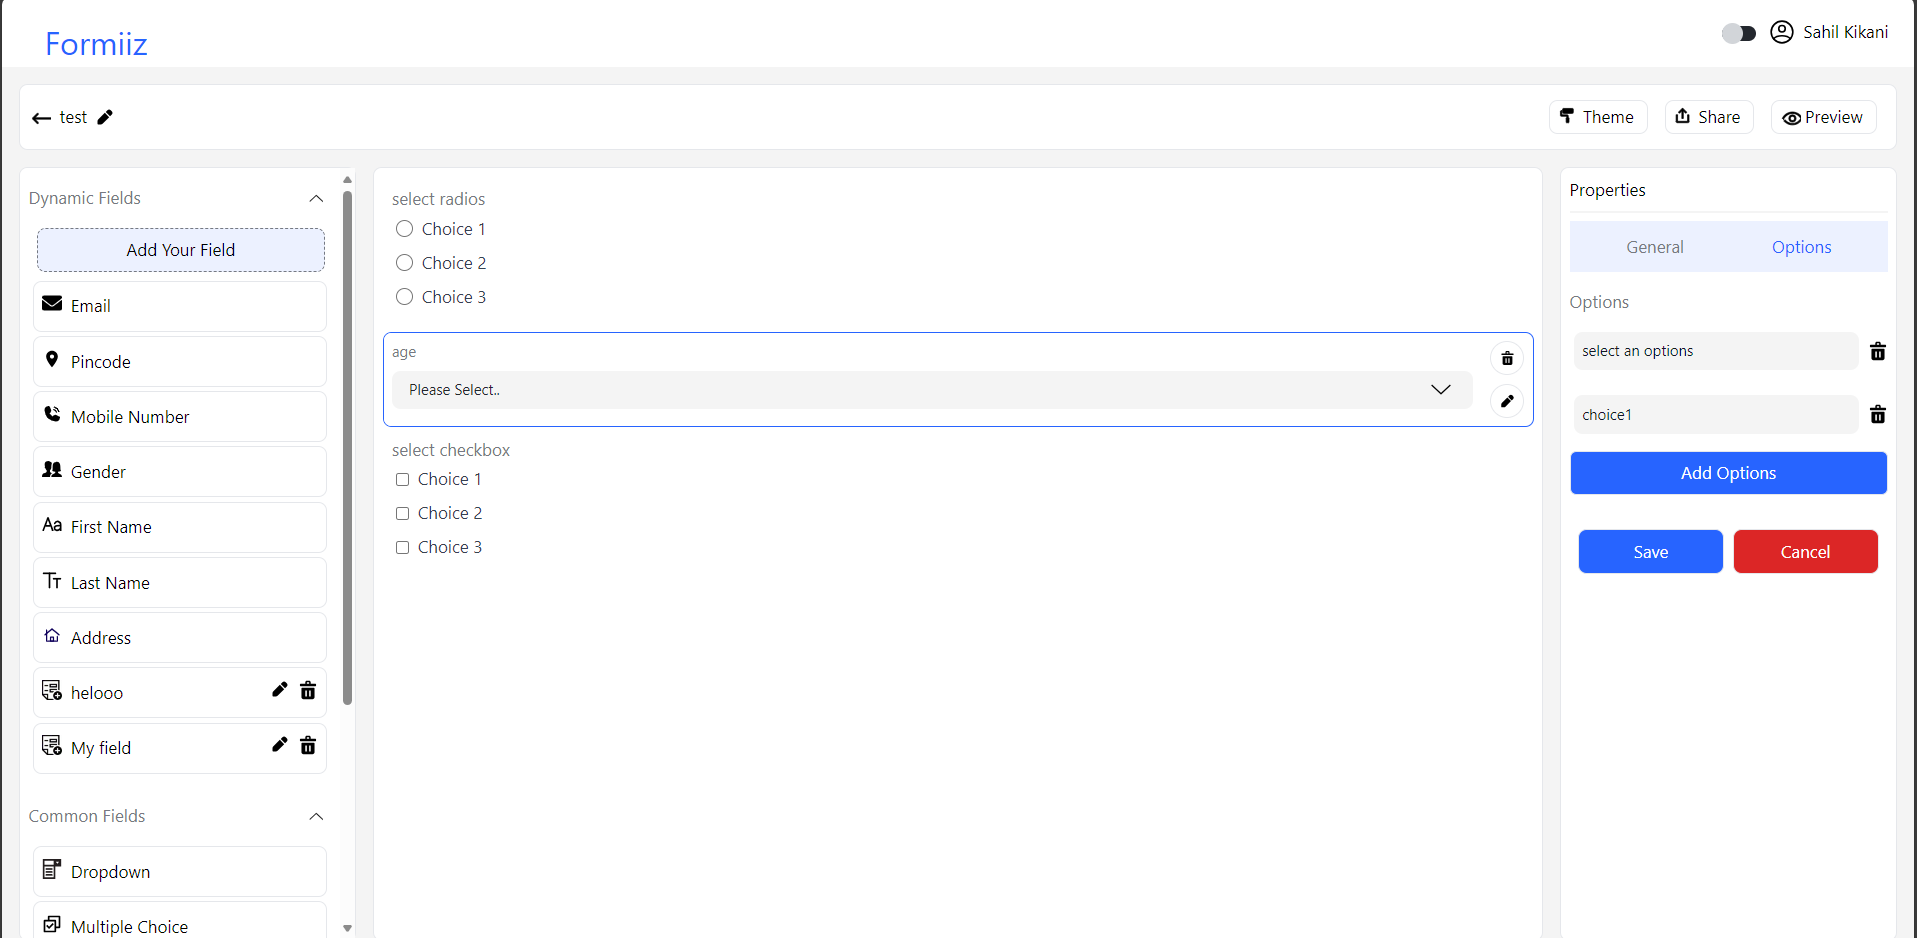 Formiiz
Sahil Kikani
test
Theme
Share
Preview
Dynamic Fields
Add Your Field
Email
Pincode
Mobile Number
Gender
First Name
Last Name
Address
helooo
My field
Common Fields
Dropdown
Multiple Choice
select radios
Choice 1
Choice 2
Choice 3
age
Please Select..
select checkbox
Choice 1
Choice 2
Choice 3
Properties
General Options
Options
select an options
choice1
Add Options
Save Cancel